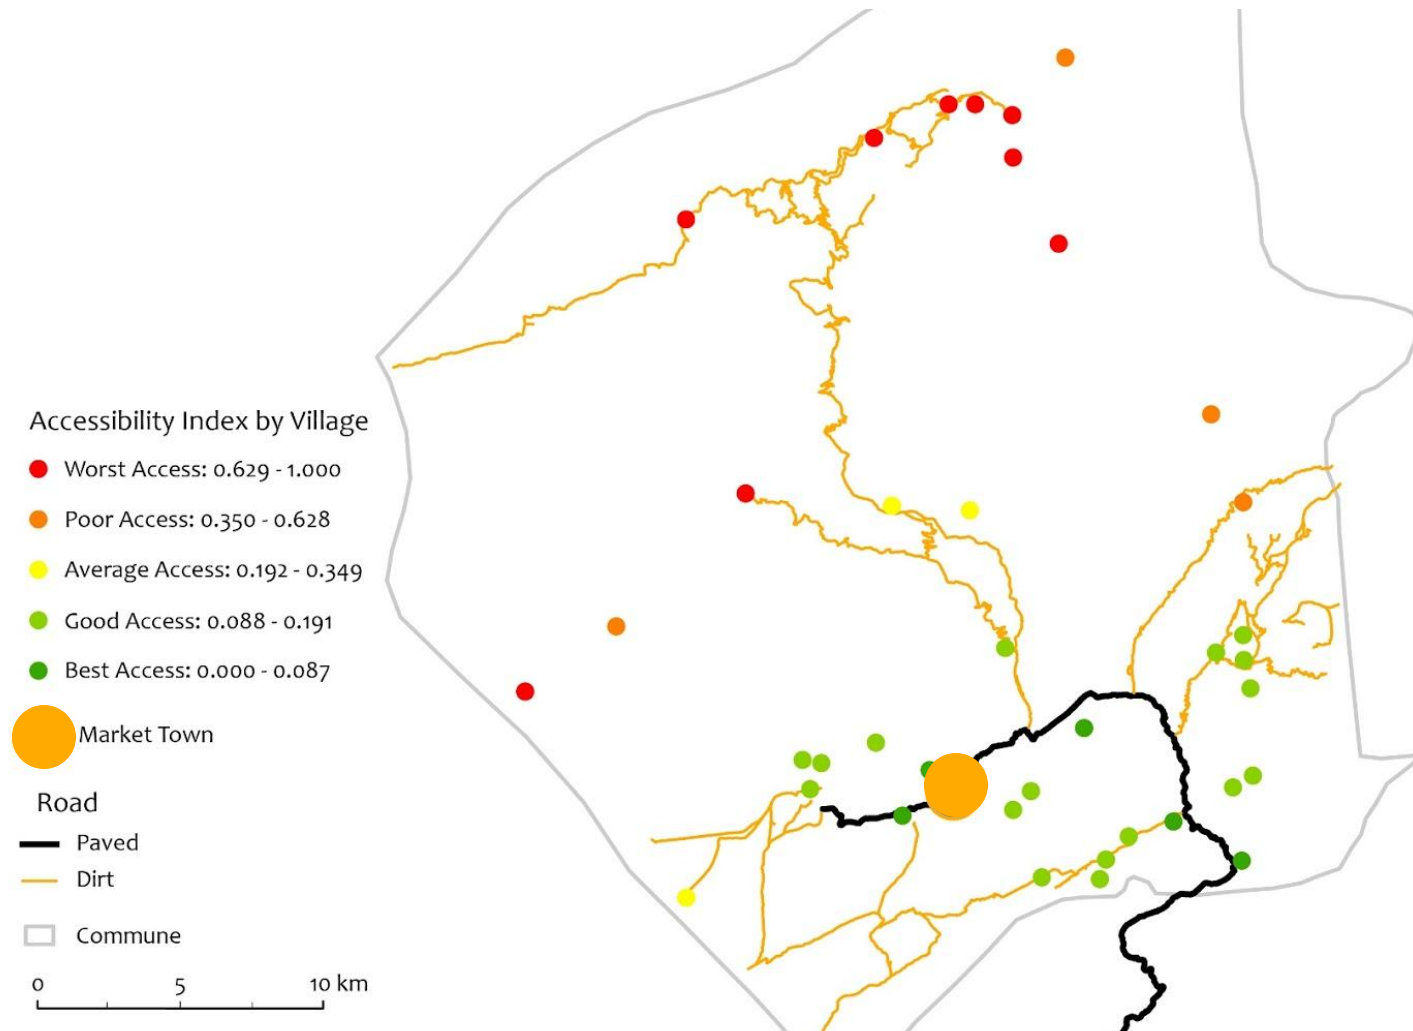 Accessibility Index by Village
Worst Access: 0.629 - 1.000
Poor Access: 0.350 - 0.628
Average Access: 0.192 - 0.349
Good Access: 0.088 - 0.191
Best Access: 0.000 - 0.087
Market Town
Road
Paved
Dirt
Commune
0 5 10 km